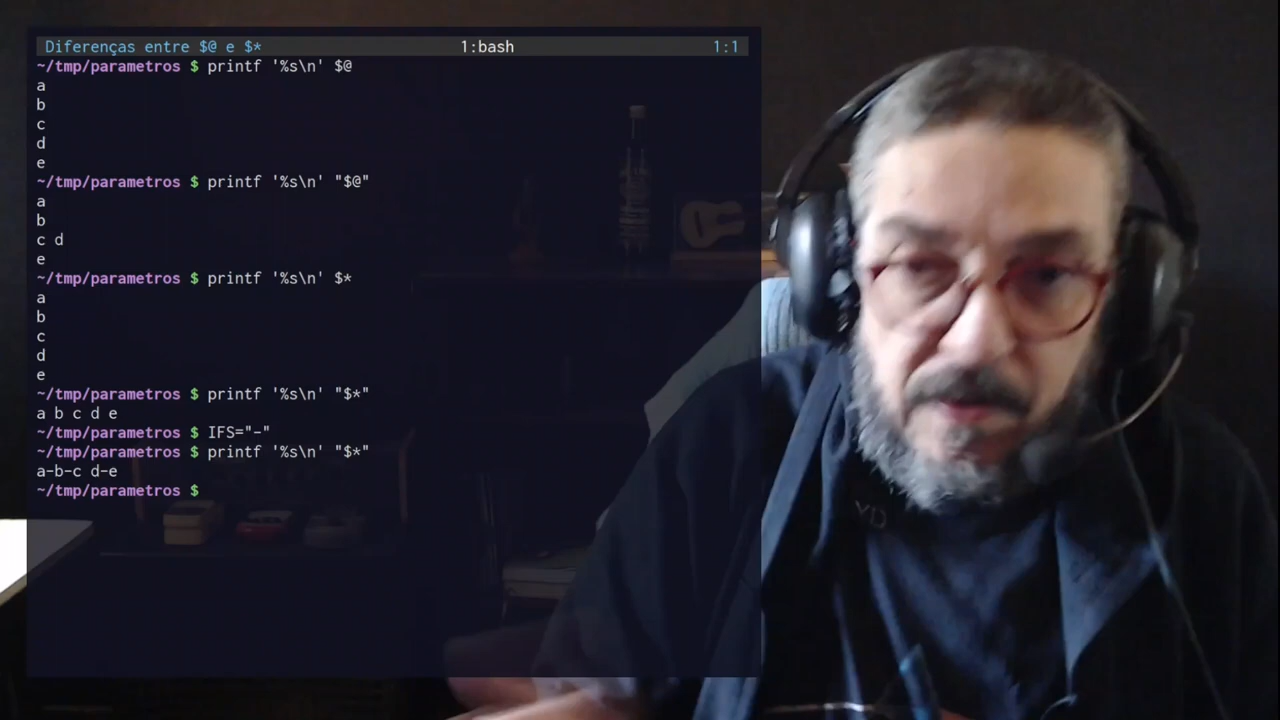 Diferenças entre $@ e $* 1:bash 1:1
~/tmp/parametros $ printf '%s\n' $@
a
b
c
d
e
~/tmp/parametros $ printf '%s\n' "$@"
a
b
c d
e
~/tmp/parametros $ printf '%s\n' $*
a
b
c
d
e
~/tmp/parametros $ printf '%s\n' "$*"
a b c d e
~/tmp/parametros $ IFS="-"
~/tmp/parametros $ printf '%s\n' "$*"
a-b-c d-e
~/tmp/parametros $
VD